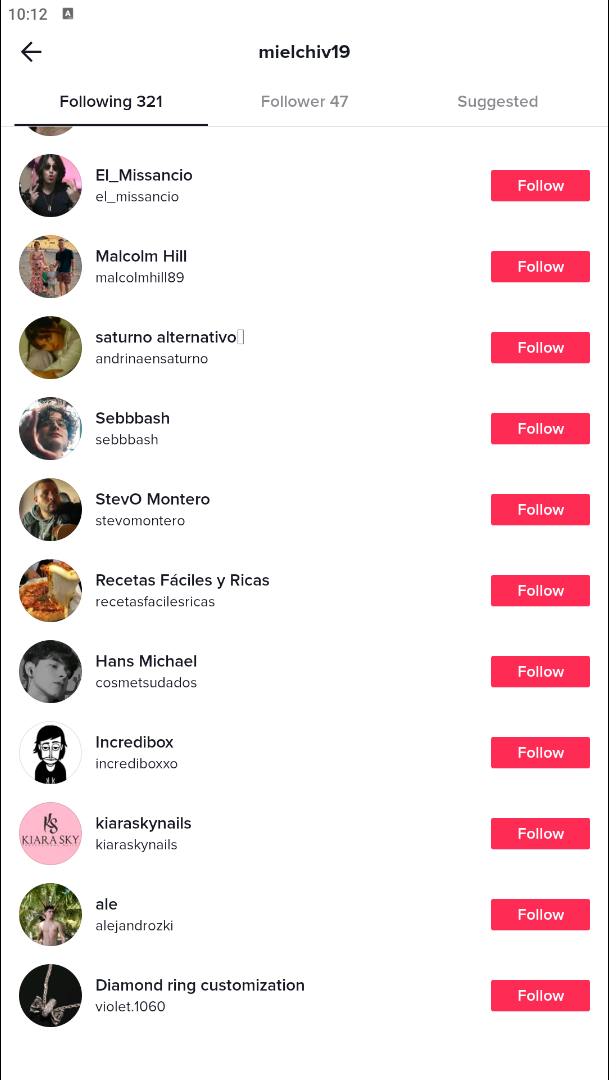 10:12 A
mielchiv19
Following 321 Follower 47 Suggested
El_Missancio
el_missancio
Follow
Malcolm Hill
malcolmhill89
Follow
saturno alternativo
andrinaensaturno
Follow
Sebbbash
sebbbash
Follow
StevO Montero
stevomontero
Follow
Recetas Fáciles y Ricas
recetasfacilesricas
Follow
Hans Michael
cosmetsudados
Follow
Incredibox
incrediboxxo
Follow
KS
KIARA SKY
kiaraskynails
kiaraskynails
Follow
ale
alejandrozki
Follow
Diamond ring customization
violet.1060
Follow